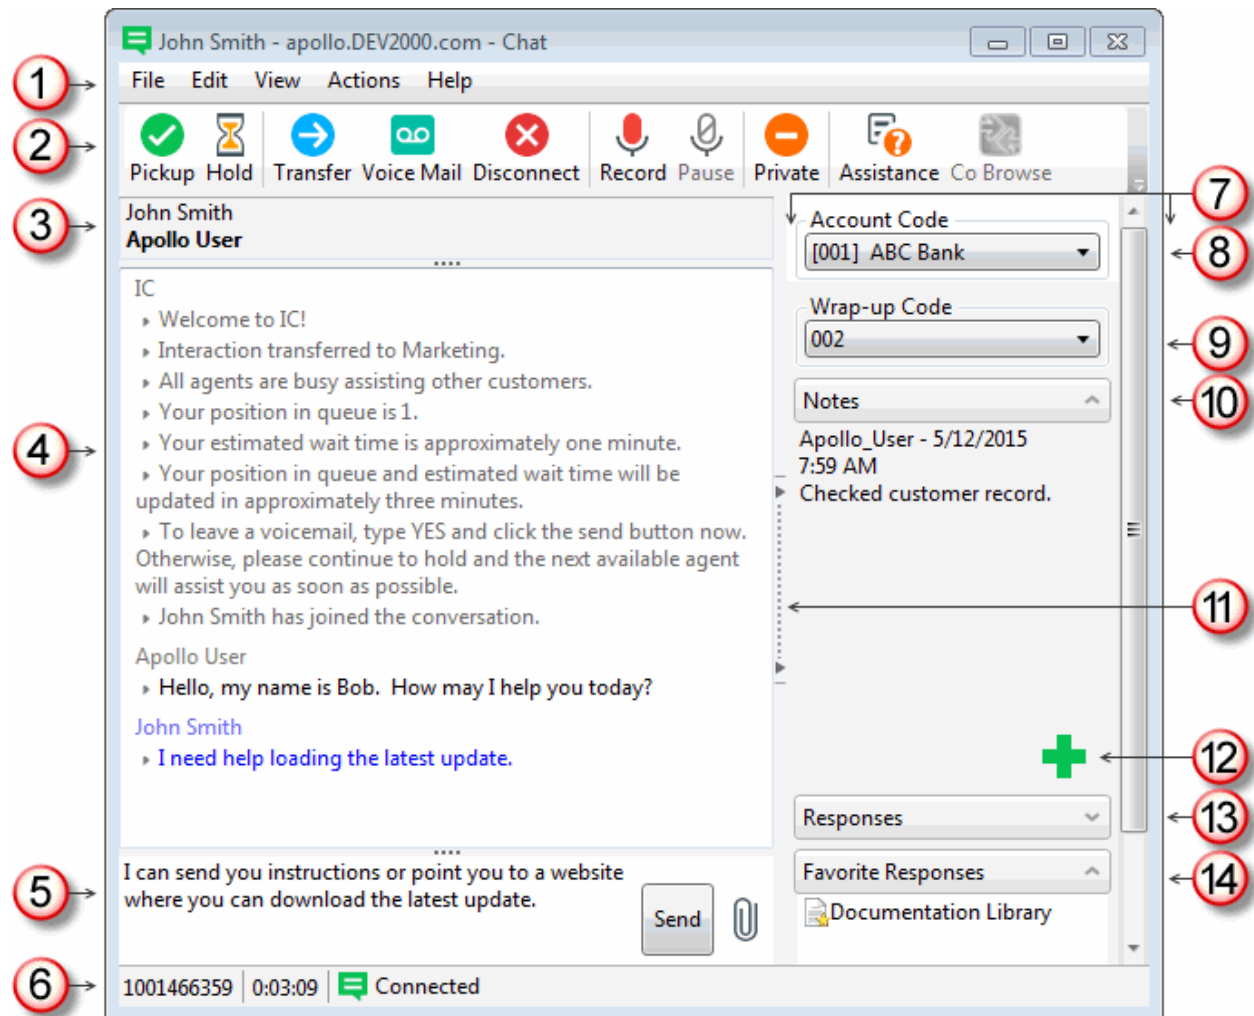 John Smith - apollo.DEV2000.com - Chat
1
File Edit View Actions Help
2
Pickup Hold Transfer Voice Mail Disconnect Record Pause Private Assistance Co Browse
3
John Smith
Apollo User
7
Account Code
8
[001] ABC Bank
IC
Welcome to IC!
Interaction transferred to Marketing.
All agents are busy assisting other customers.
Your position in queue is 1.
4
Your estimated wait time is approximately one minute.
Your position in queue and estimated wait time will be
updated in approximately three minutes.
To leave a voicemail, type YES and click the send button now.
Otherwise, please continue to hold and the next available agent
will assist you as soon as possible.
John Smith has joined the conversation.
Apollo User
Hello, my name is Bob. How may I help you today?
John Smith
I need help loading the latest update.
Wrap-up Code
002
9
Notes
10
Apollo_User - 5/12/2015
7:59 AM
Checked customer record.
11
12
Responses
13
Favorite Responses
14
Documentation Library
5
I can send you instructions or point you to a website
where you can download the latest update.
Send
6
1001466359 0:03:09 Connected